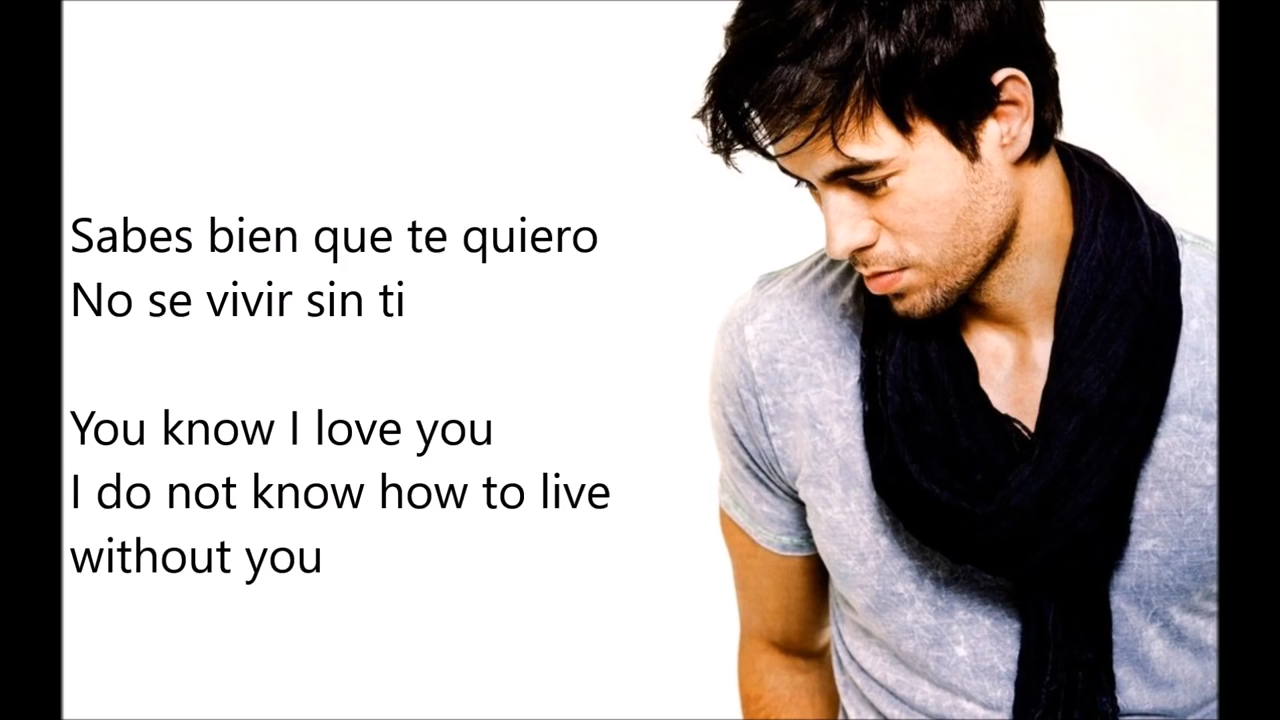 Sabes bien que te quiero
No se vivir sin ti
You know I love you
I do not know how to live
without you